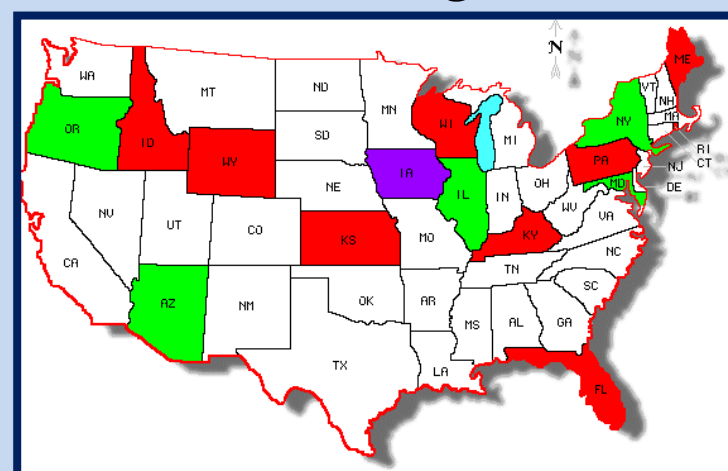 N
ME
WA
MT
ND
MN
VT
NH
OR
ID
SD
WI
MI
NY
MA
WY
RI
CT
IA
PA
NJ
NE
OH
MD
DE
NV
UT
CO
IL
IN
WV
VA
KS
MO
KY
CA
NC
TN
AZ
NM
OK
AR
SC
MS
AL
GA
TX
LA
FL